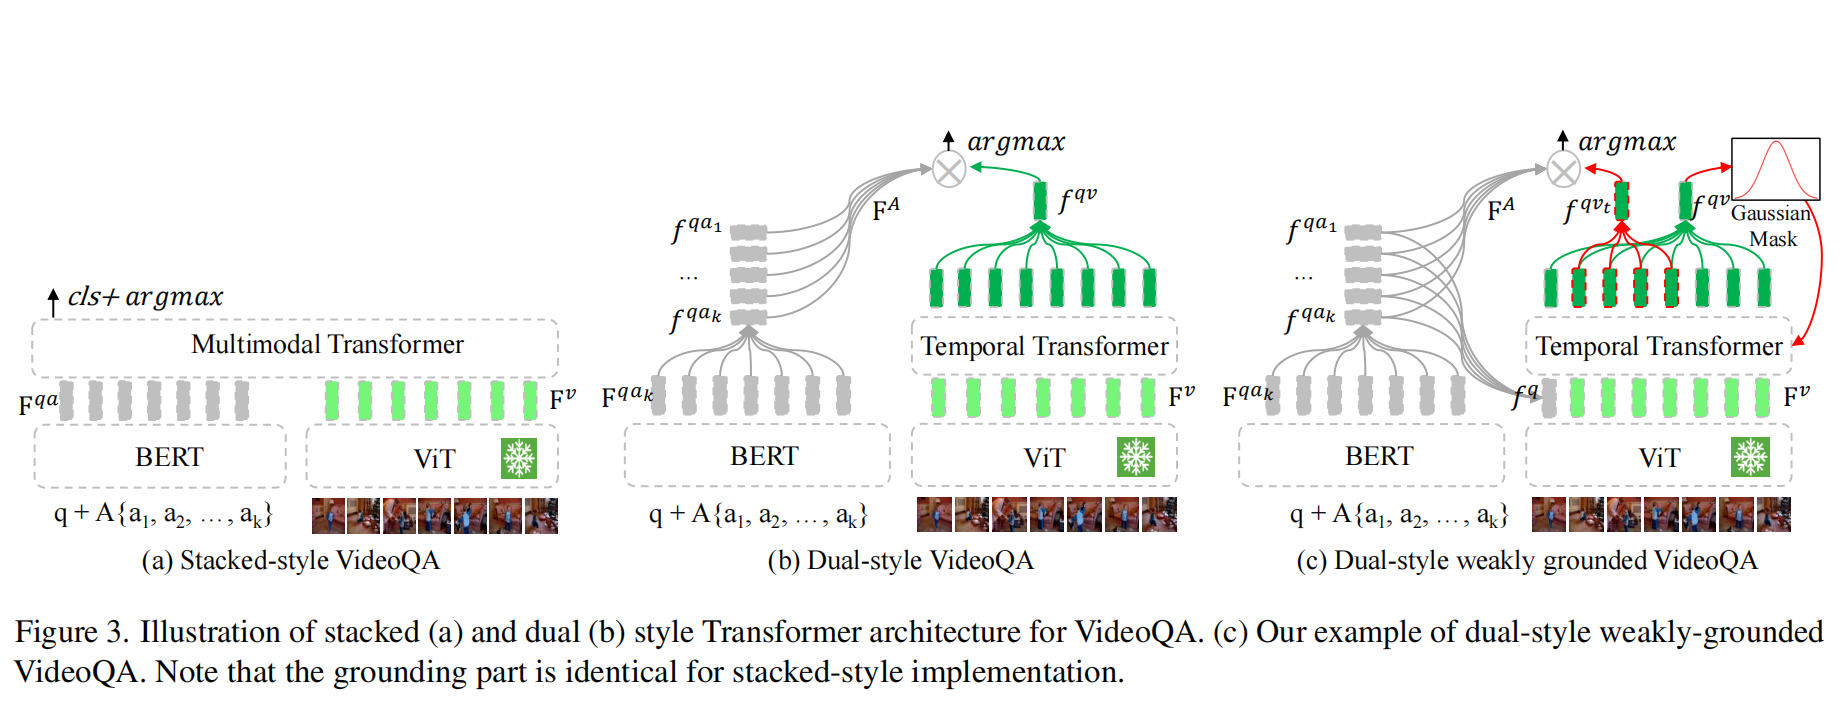 cls+ argmax
Multimodal Transformer
F^{qa}
F^{v}
BERT
ViT
q + A{a_1, a_2, ..., a_k}
(a) Stacked-style VideoQA
argmax
F^A
f^{qv}
f^{qa_1}
...
f^{qa_k}
Temporal Transformer
F^{qa_k}
F^{v}
BERT
ViT
q + A{a_1, a_2, ..., a_k}
(b) Dual-style VideoQA
argmax
F^A
f^{qv_t}
f^{qv}
Gaussian
Mask
f^{qa_1}
...
f^{qa_k}
Temporal Transformer
F^{qa_k}
f^q
F^{v}
BERT
ViT
q + A{a_1, a_2, ..., a_k}
(c) Dual-style weakly grounded VideoQA
Figure 3. Illustration of stacked (a) and dual (b) style Transformer architecture for VideoQA. (c) Our example of dual-style weakly-grounded
VideoQA. Note that the grounding part is identical for stacked-style implementation.